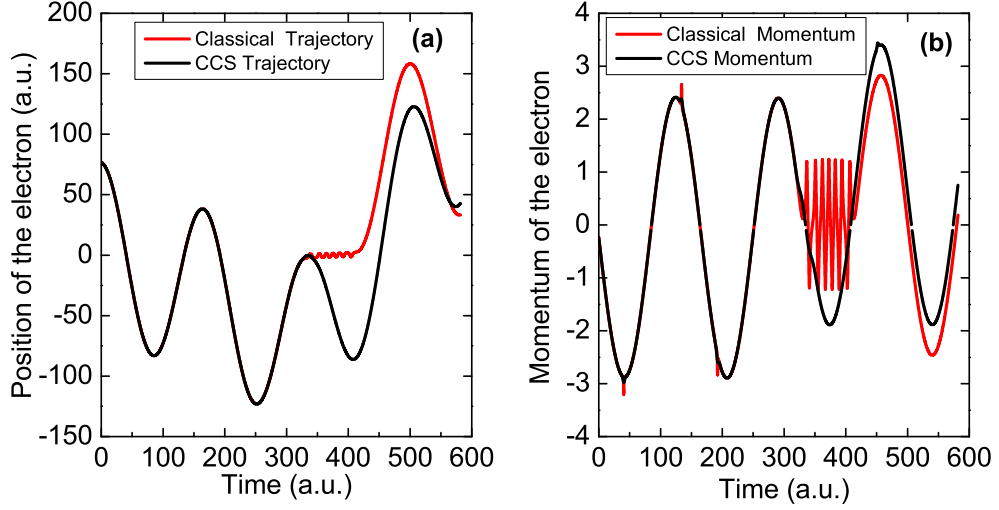 200
150
100
50
0
-50
-100
-150
0 100 200 300 400 500 600
Position of the electron (a.u.)
Time (a.u.)
Classical Trajectory
CCS Trajectory
(a)
4
3
2
1
0
-1
-2
-3
-4
0 100 200 300 400 500 600
Momentum of the electron
Time (a.u.)
Classical Momentum
CCS Momentum
(b)